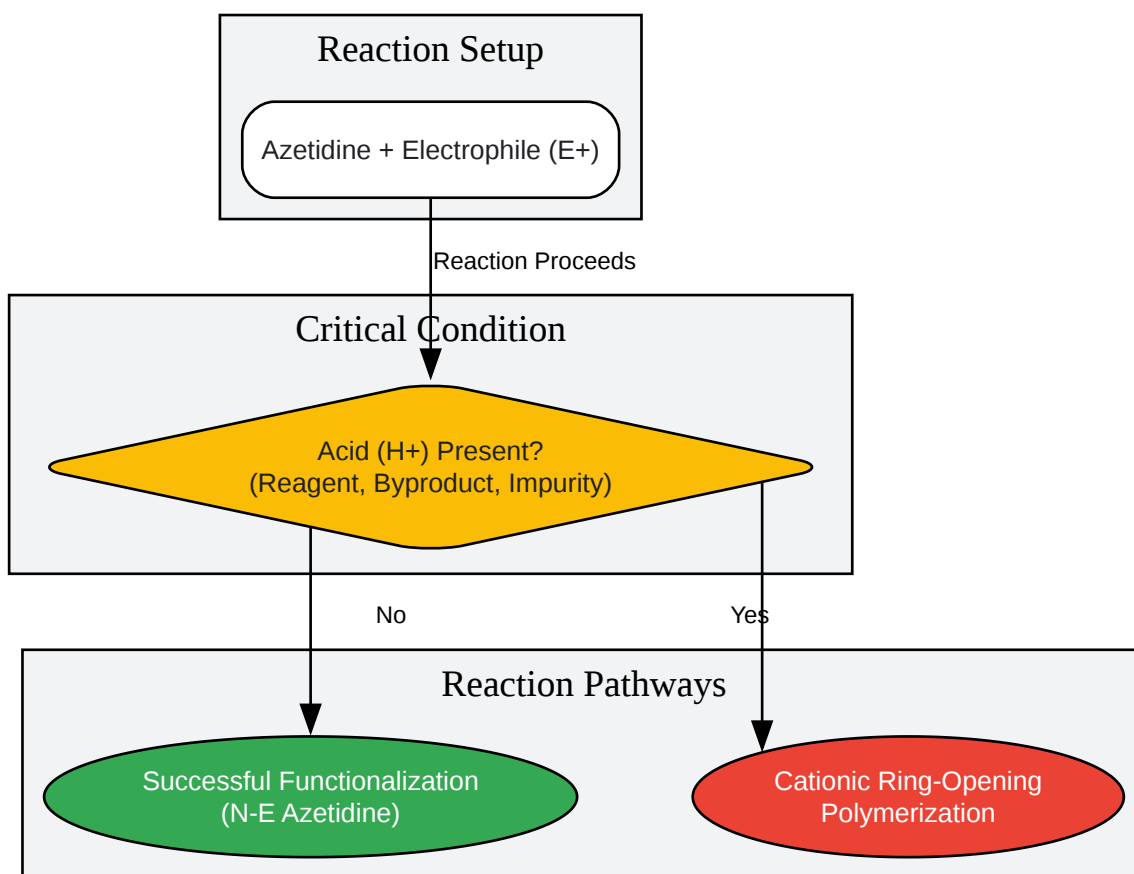 Reaction Setup
Azetidine + Electrophile (E+)
Reaction Proceeds
Critical Condition
Acid (H+) Present?
(Reagent, Byproduct, Impurity)
No
Yes
Reaction Pathways
Successful Functionalization
(N-E Azetidine)
Cationic Ring-Opening
Polymerization